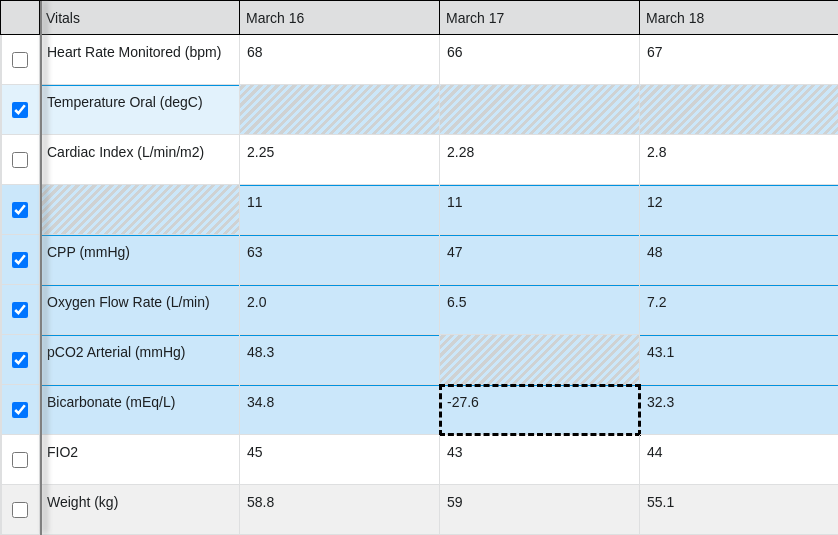 Vitals March 16 March 17 March 18
Heart Rate Monitored (bpm) 68 66 67
Temperature Oral (degC)
Cardiac Index (L/min/m2) 2.25 2.28 2.8
11 11 12
CPP (mmHg) 63 47 48
Oxygen Flow Rate (L/min) 2.0 6.5 7.2
pCO2 Arterial (mmHg) 48.3 43.1
Bicarbonate (mEq/L) 34.8 -27.6 32.3
FIO2 45 43 44
Weight (kg) 58.8 59 55.1